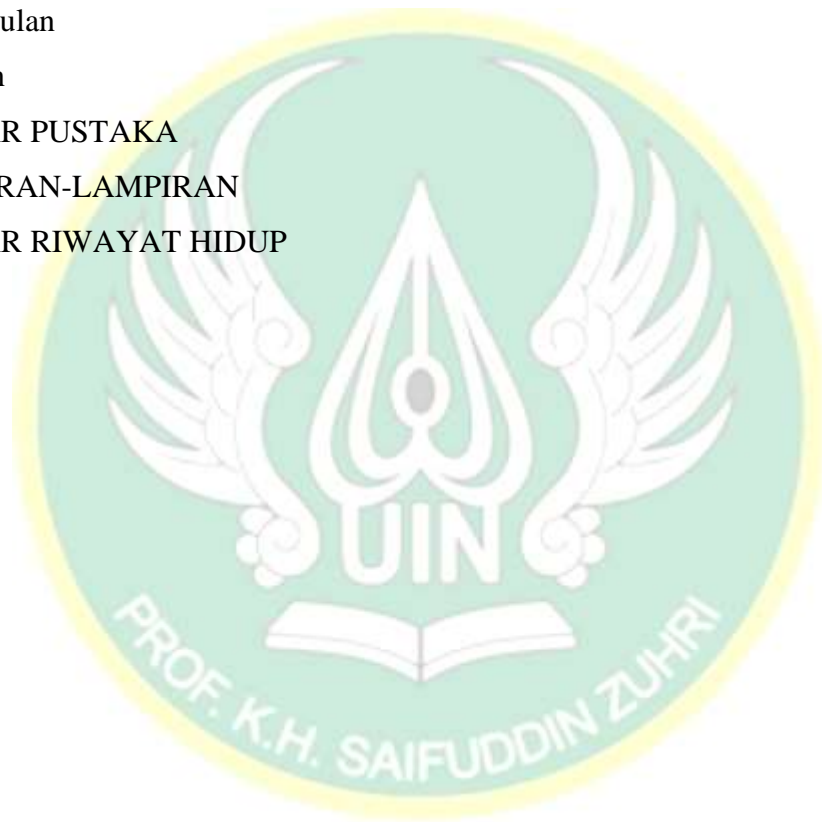 ulan
R PUSTAKA
RAN-LAMPIRAN
R RIWAYAT HIDUP
UIN
PROF. K.H. SAIFUDDIN ZUHRI